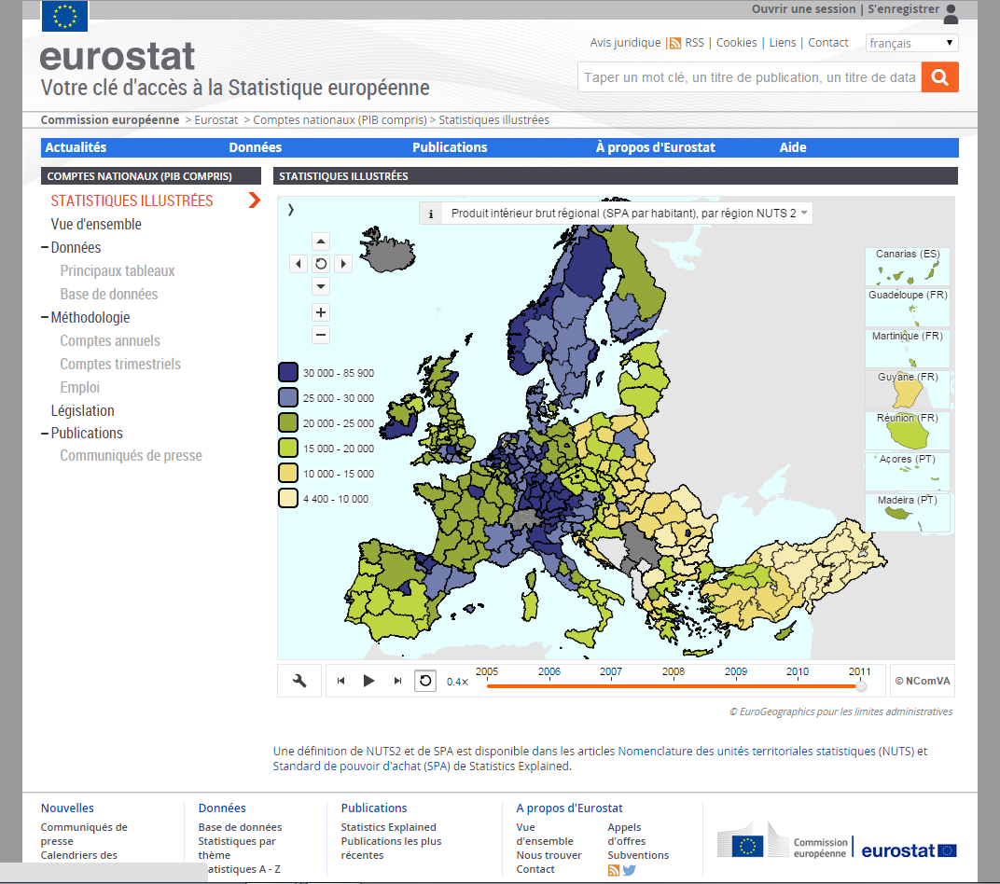 Ouvrir une session | S'enregistrer
eurostat
Votre clé d'accès à la Statistique européenne
Avis juridique | RSS | Cookies | Liens | Contact
français
Taper un mot clé, un titre de publication, un titre de data
Commission européenne > Eurostat > Comptes nationaux (PIB compris) > Statistiques illustrées
Actualités Données Publications À propos d'Eurostat Aide
COMPTES NATIONAUX (PIB COMPRIS)
STATISTIQUES ILLUSTRÉES
Vue d'ensemble
Données
Principaux tableaux
Base de données
Méthodologie
Comptes annuels
Comptes trimestriels
Emploi
Législation
Publications
Communiqués de presse
STATISTIQUES ILLUSTRÉES
i Produit intérieur brut régional (SPA par habitant), par région NUTS 2
30 000 - 85 900
25 000 - 30 000
20 000 - 25 000
15 000 - 20 000
10 000 - 15 000
4 400 - 10 000
Canarias (ES)
Guadeloupe (FR)
Martinique (FR)
Guyane (FR)
Réunion (FR)
Açores (PT)
Madeira (PT)
0.4×
2005 2006 2007 2008 2009 2010 2011
© NComVA
© EuroGeographics pour les limites administratives
Une définition de NUTS2 et de SPA est disponible dans les articles Nomenclature des unités territoriales statistiques (NUTS) et
Standard de pouvoir d'achat (SPA) de Statistics Explained.
Nouvelles
Communiqués de
presse
Calendriers des
Données
Base de données
Statistiques par
thème
atistiques A - Z
Publications
Statistics Explained
Publications les plus
récentes
A propos d'Eurostat
Vue
d'ensemble
Nous trouver
Contact
Appels
d'offres
Subventions
Commission
européenne
eurostat